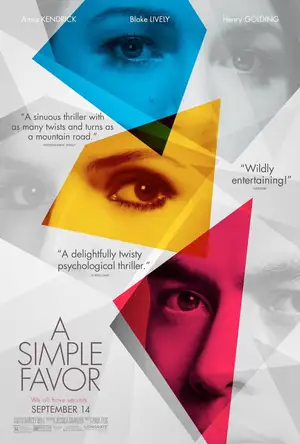 Anna KENDRICK
Blake LIVELY
Henry GOLDING
"A sinuous thriller with
as many twists and turns as
a mountain road."
"Wildly
entertaining!"
"A delightfully twisty
psychological thriller."
A
SIMPLE
FAVOR
We all have secrets.
SEPTEMBER 14